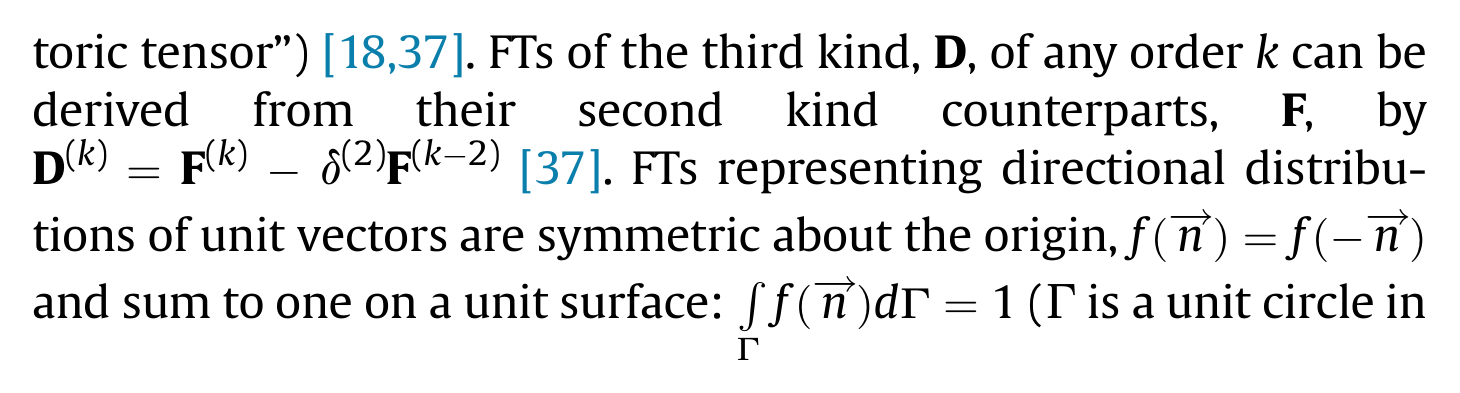 toric tensor”) [18,37]. FTs of the third kind, D, of any order k can be
derived from their second kind counterparts, F, by
D^(k) = F^(k) − δ^(2)F^(k−2) [37]. FTs representing directional distribu-
tions of unit vectors are symmetric about the origin, f(n⃗) = f(−n⃗)
and sum to one on a unit surface: ∫_Γ f(n⃗)dΓ = 1 (Γ is a unit circle in